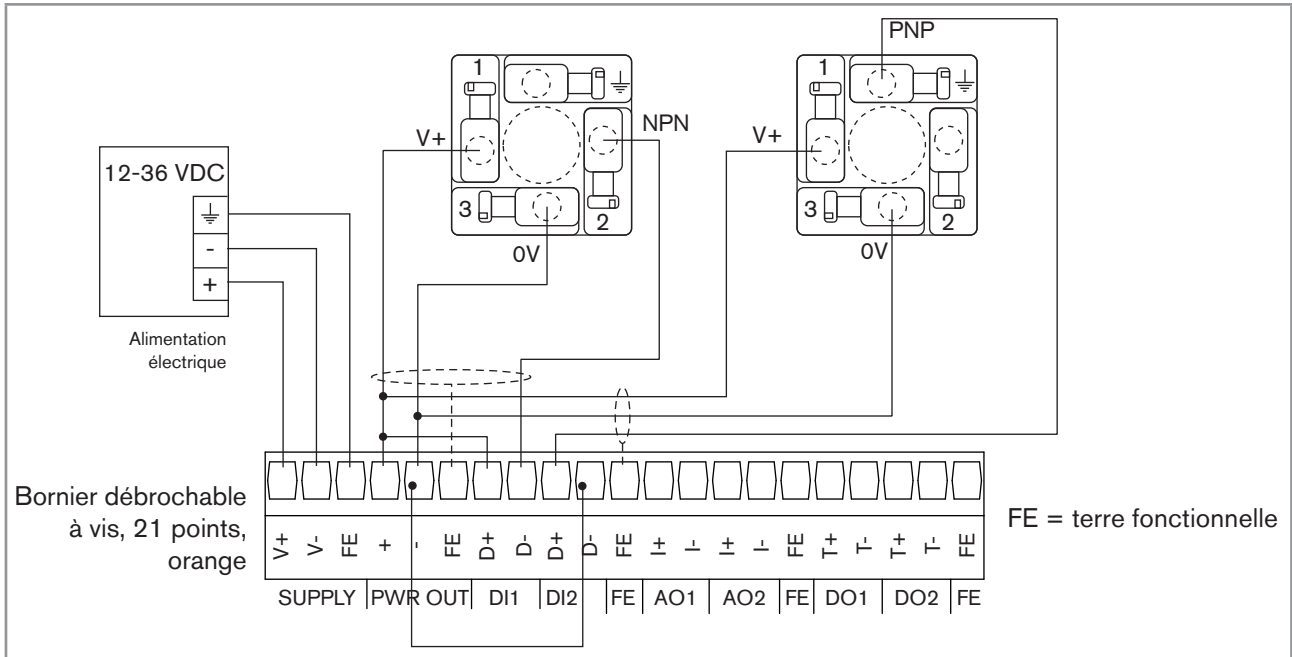 PNP
1
1
NPN
V+
V+
12-36 VDC
3
2
3
2
-
+
0V
0V
Alimentation
électrique
Bornier débrochable
à vis, 21 points,
orange
FE = terre fonctionnelle
V+ V- FE + - FE D+ D- D+ D- FE I+ I- I+ I- FE T+ T- T+ T- FE
SUPPLY PWR OUT DI1 DI2 FE AO1 AO2 FE DO1 DO2 FE